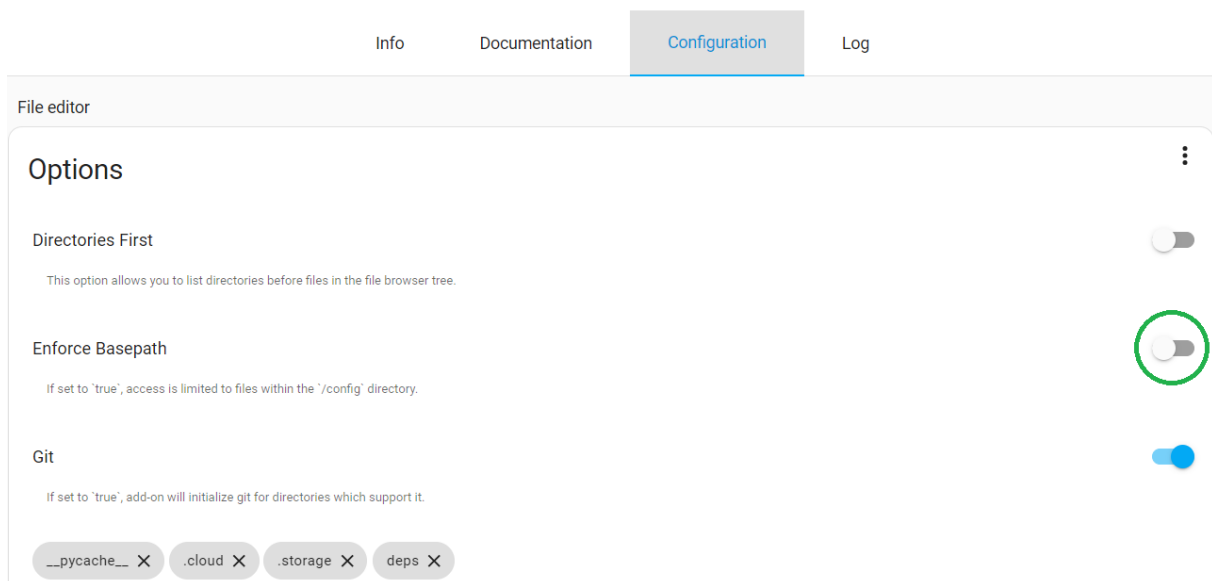 Info Documentation Configuration Log
File editor
Options
Directories First
This option allows you to list directories before files in the file browser tree.
Enforce Basepath
If set to `true`, access is limited to files within the `/config` directory.
Git
If set to `true`, add-on will initialize git for directories which support it.
__pycache__ .cloud .storage deps